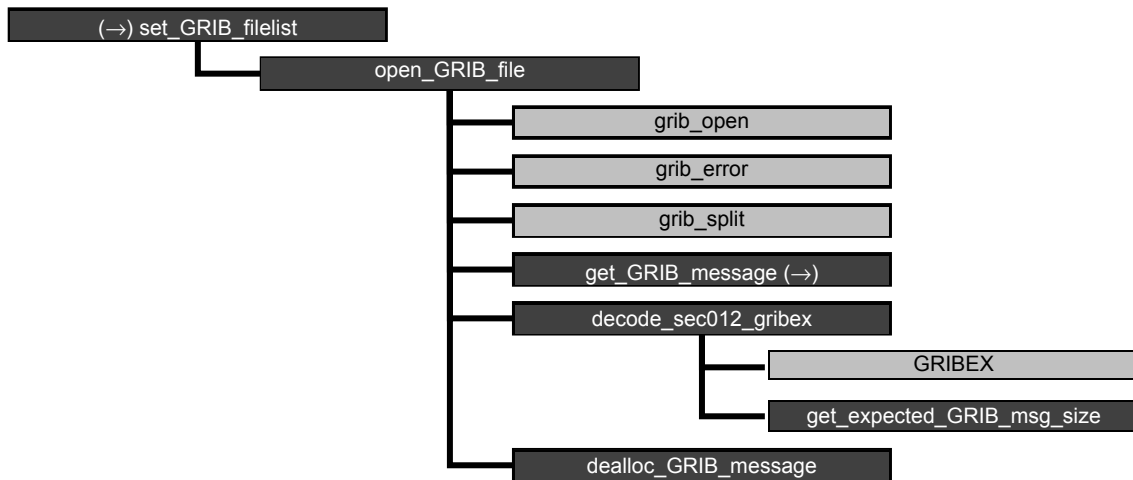 (→) set_GRIB_filelist
open_GRIB_file
grib_open
grib_error
grib_split
get_GRIB_message (→)
decode_sec012_gribex
GRIBEX
get_expected_GRIB_msg_size
dealloc_GRIB_message